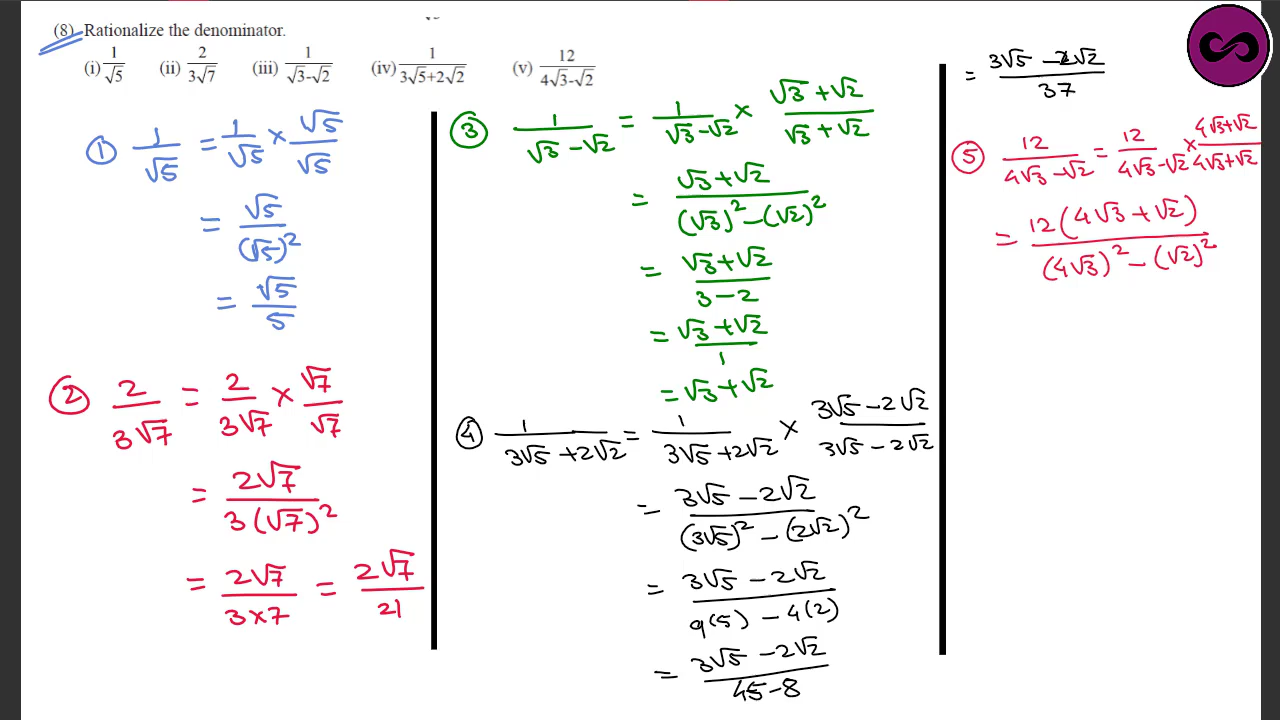 (8) Rationalize the denominator.
(i) 1/√5 (ii) 2/3√7 (iii) 1/√3-√2 (iv) 1/3√5+2√2 (v) 12/4√3-√2
① 1/√5 = 1/√5 × √5/√5
= √5/(√5)²
= √5/5
② 2/3√7 = 2/3√7 × √7/√7
= 2√7/3(√7)²
= 2√7/3×7 = 2√7/21
③ 1/√3-√2 = 1/√3-√2 × √3+√2/√3+√2
= √3+√2/(√3)²-(√2)²
= √3+√2/3-2
= √3+√2/1
= √3+√2
④ 1/3√5+2√2 = 1/3√5+2√2 × 3√5-2√2/3√5-2√2
= 3√5-2√2/(3√5)²-(2√2)²
= 3√5-2√2/9(5)-4(2)
= 3√5-2√2/45-8
= 3√5-2√2/37
⑤ 12/4√3-√2 = 12/4√3-√2 × 4√3+√2/4√3+√2
= 12(4√3+√2)/(4√3)²-(√2)²